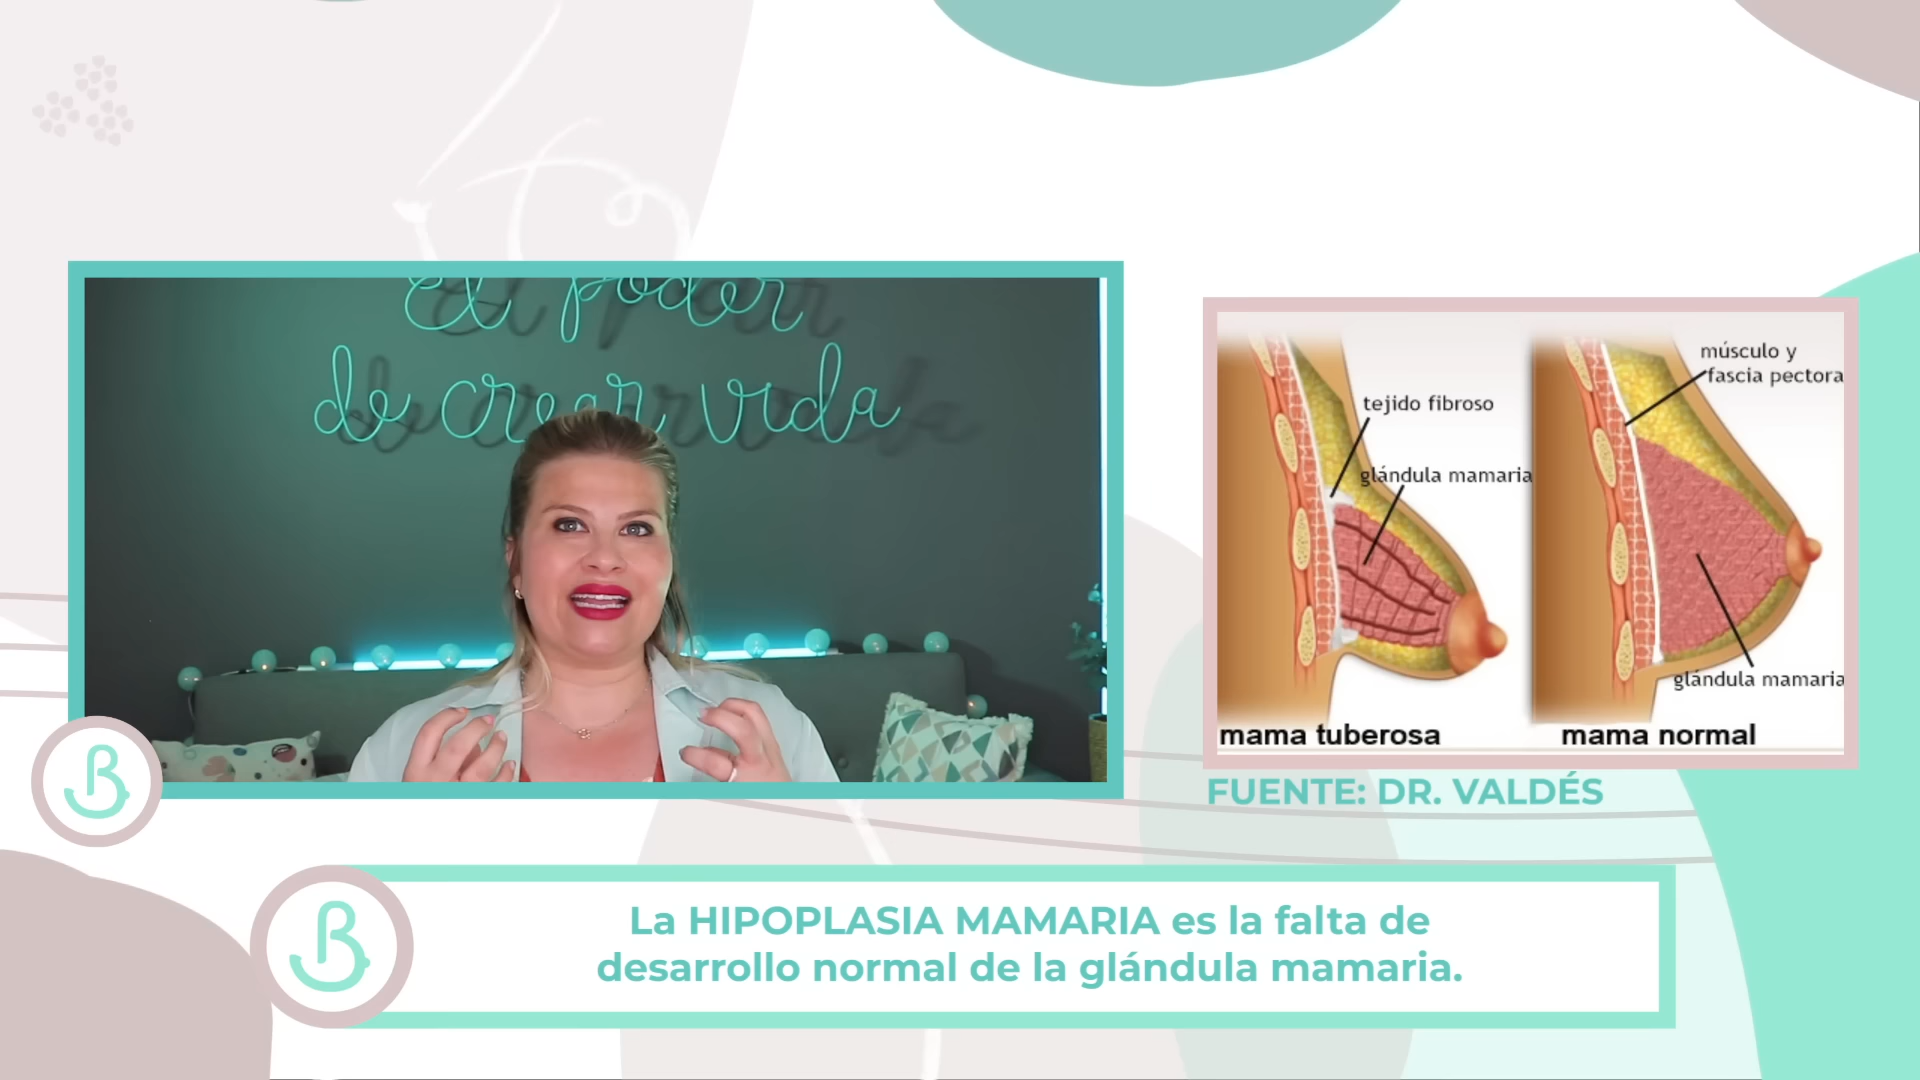 El poder
de crear vida
músculo y
fascia pectora
tejido fibroso
glándula mamaria
glándula mamaria
mama tuberosa
mama normal
FUENTE: DR. VALDÉS
La HIPOPLASIA MAMARIA es la falta de
desarrollo normal de la glándula mamaria.